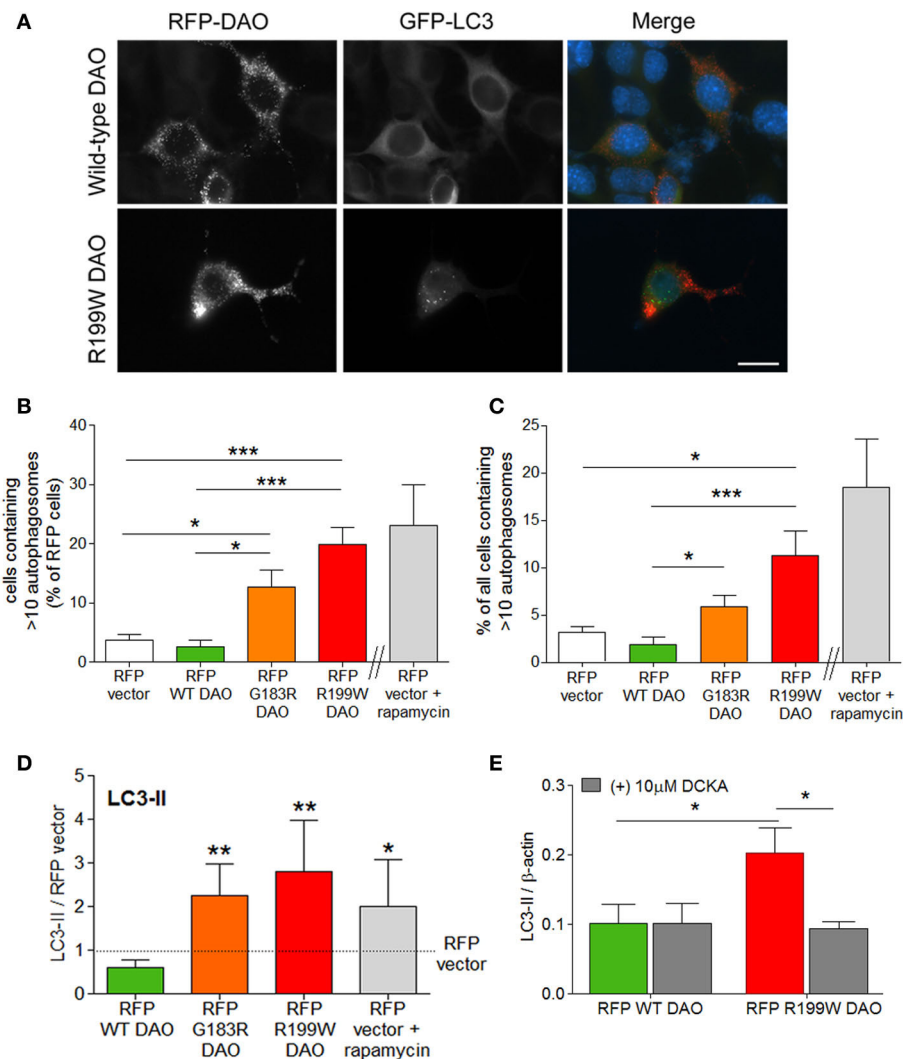 A
RFP-DAO
GFP-LC3
Merge
Wild-type DAO
R199W DAO
B
cells containing
>10 autophagosomes
(% of RFP cells)
40
30
20
10
0
***
***
*
*
RFP
vector
RFP
WT DAO
RFP
G183R
DAO
RFP
R199W
DAO
RFP
vector +
rapamycin
C
% of all cells containing
>10 autophagosomes
25
20
15
10
5
0
*
***
*
RFP
vector
RFP
WT DAO
RFP
G183R
DAO
RFP
R199W
DAO
RFP
vector +
rapamycin
D
LC3-II / RFP vector
5
4
3
2
1
0
LC3-II
**
**
*
RFP
vector
RFP
WT DAO
RFP
G183R
DAO
RFP
R199W
DAO
RFP
vector +
rapamycin
E
LC3-II / β-actin
0.3
0.2
0.1
0.0
(+) 10μM DCKA
*
*
RFP WT DAO
RFP R199W DAO